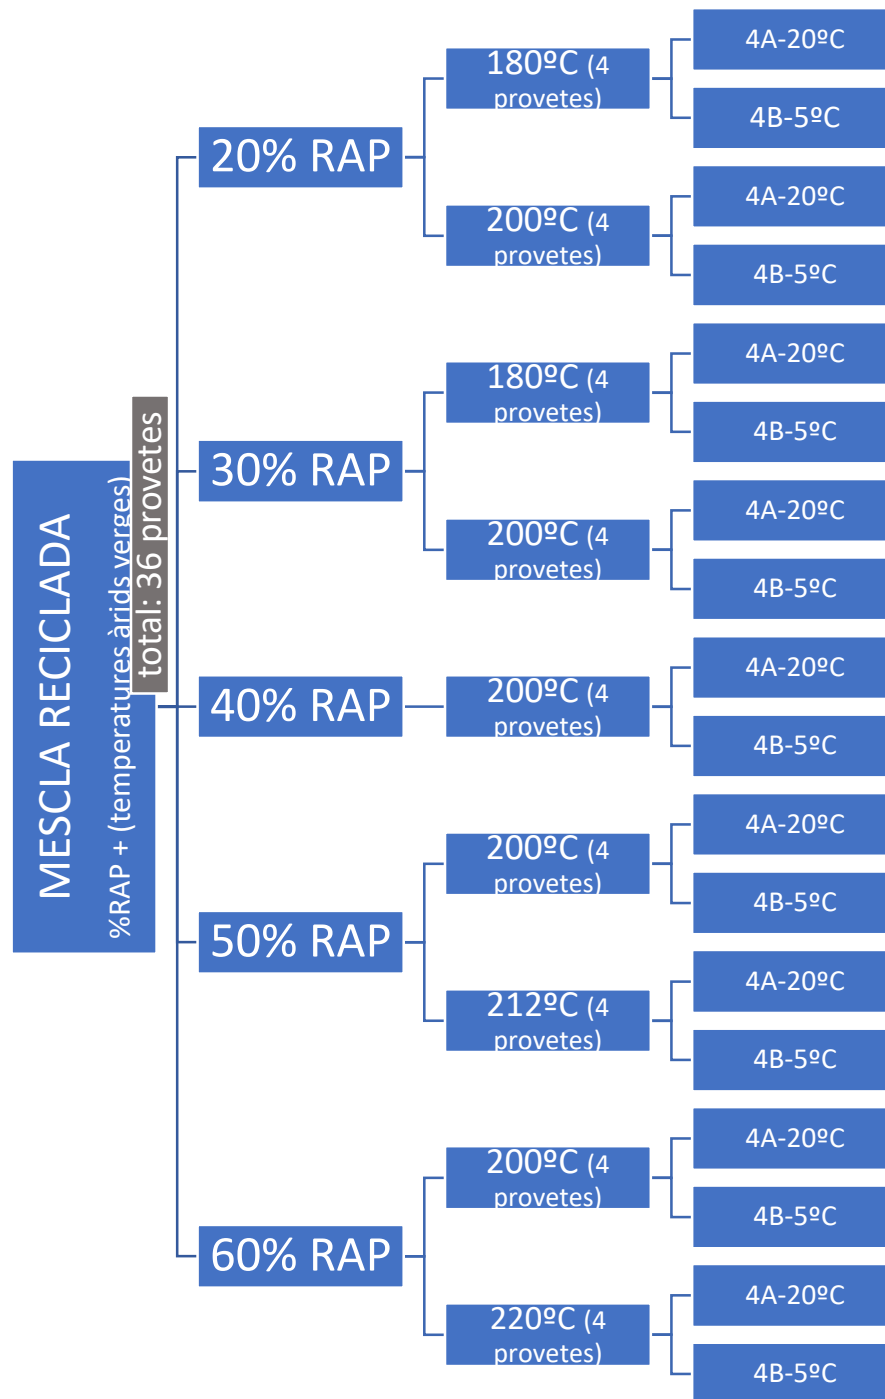 MESCLA RECICLADA
%RAP + (temperatures àrids verges)
total: 36 provetes
20% RAP
180ºC (4
provetes)
4A-20ºC
4B-5ºC
200ºC (4
provetes)
4A-20ºC
4B-5ºC
30% RAP
180ºC (4
provetes)
4A-20ºC
4B-5ºC
200ºC (4
provetes)
4A-20ºC
4B-5ºC
40% RAP
200ºC (4
provetes)
4A-20ºC
4B-5ºC
50% RAP
200ºC (4
provetes)
4A-20ºC
4B-5ºC
212ºC (4
provetes)
4A-20ºC
4B-5ºC
60% RAP
200ºC (4
provetes)
4A-20ºC
4B-5ºC
220ºC (4
provetes)
4A-20ºC
4B-5ºC